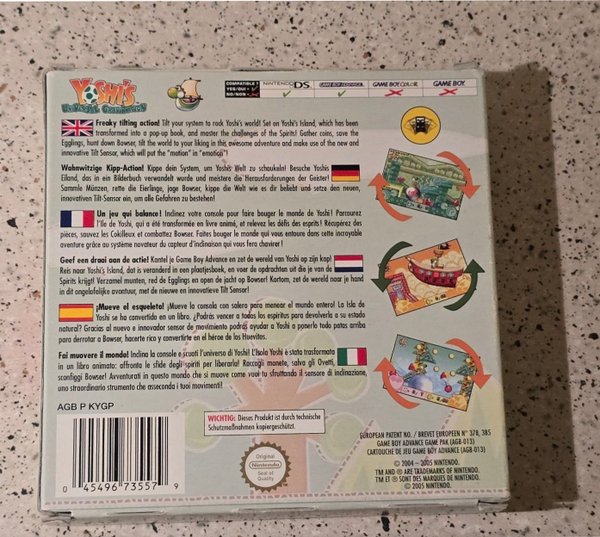 YOSHI'S
UNIVERSAL GRAVITATION
COMPATIBLE ?
YES/OUI = ✓
NO/NON = ✗
NINTENDO DS
GAME BOY ADVANCE
GAME BOY COLOR
GAME BOY
Freaky tilting action! Tilt your system to rock Yoshi's world! Set on Yoshi's Island, which has been
transformed into a pop-up book, and master the challenges of the Spirits! Gather coins, save the
Egglings, hunt down Bowser, tilt the world to your liking in this awesome adventure and make use of the new and
innovative Tilt Sensor, which will put the "motion" in "emotion"!
Wahnwitzige Kipp-Action! Kippe dein System, um Yoshis Welt zu schaukeln! Besuche Yoshis
Eiland, das in ein Bilderbuch verwandelt wurde und meistere die Herausforderungen der Geister!
Sammle Münzen, rette die Eierlinge, jage Bowser, kippe die Welt wie es dir beliebt und setze den neuen,
innovativen Tilt-Sensor ein, um alle Gefahren zu bestehen!
Un jeu qui balance! Inclinez votre console pour faire bouger le monde de Yoshi! Parcourez
l'île de Yoshi, qui a été transformée en livre animé, et relevez les défis des esprits! Récupérez des
pièces, sauvez les Cokilleux et combattez Bowser. Faites bouger le monde qui vous entoure dans cette incroyable
aventure grâce au système novateur du capteur d'inclinaison qui vous fera chavirer!
Geef een draai aan de actie! Kantel je Game Boy Advance en zet de wereld van Yoshi op zijn kop!
Reis naar Yoshi's Island, dat is veranderd in een plaatjesboek, en voer de opdrachten uit die je van de
Spirits krijgt! Verzamel munten, red de Egglings en open de jacht op Bowser! Kortom, zet de wereld naar je hand
in dit ongelofelijke avontuur, met de nieuwe en innovatieve Tilt Sensor!
¡Mueve el esqueleto! ¡Mueve la consola con salero para menear el mundo entero! La Isla de
Yoshi se ha convertido en un libro. ¿Podrás vencer a todos los espíritus para devolverla a su estado
natural? Gracias al nuevo e innovador sensor de movimiento podrás ayudar a Yoshi a ponerlo todo patas arriba
para derrotar a Bowser, hacerte rico y convertirte en el héroe de los Huevitos.
Fai muovere il mondo! Inclina la console e scuoti l'universo di Yoshi! L'Isola Yoshi è stata trasformata
in un libro animato: affronta le sfide degli spiriti per liberarla! Raccogli monete, salva gli Ovetti,
sconfiggi Bowser! Avventurati in questo mondo che si muove come vuoi tu sfruttando il sensore di inclinazione,
uno straordinario strumento che asseconda i tuoi movimenti!
AGB P KYGP
0 45496 73557 9
WICHTIG: Dieses Produkt ist durch technische
Schutzmaßnahmen kopiergeschützt.
Original
Nintendo
Seal of
Quality
EUROPEAN PATENT NO. / BREVET EUROPEEN N° 378, 385
GAME BOY ADVANCE GAME PAK (AGB-013)
CARTOUCHE DE JEU GAME BOY ADVANCE (AGB-013)
© 2004 – 2005 NINTENDO.
TM AND ® ARE TRADEMARKS OF NINTENDO.
TM ET ® SONT DES MARQUES DE NINTENDO.
© 2005 NINTENDO.